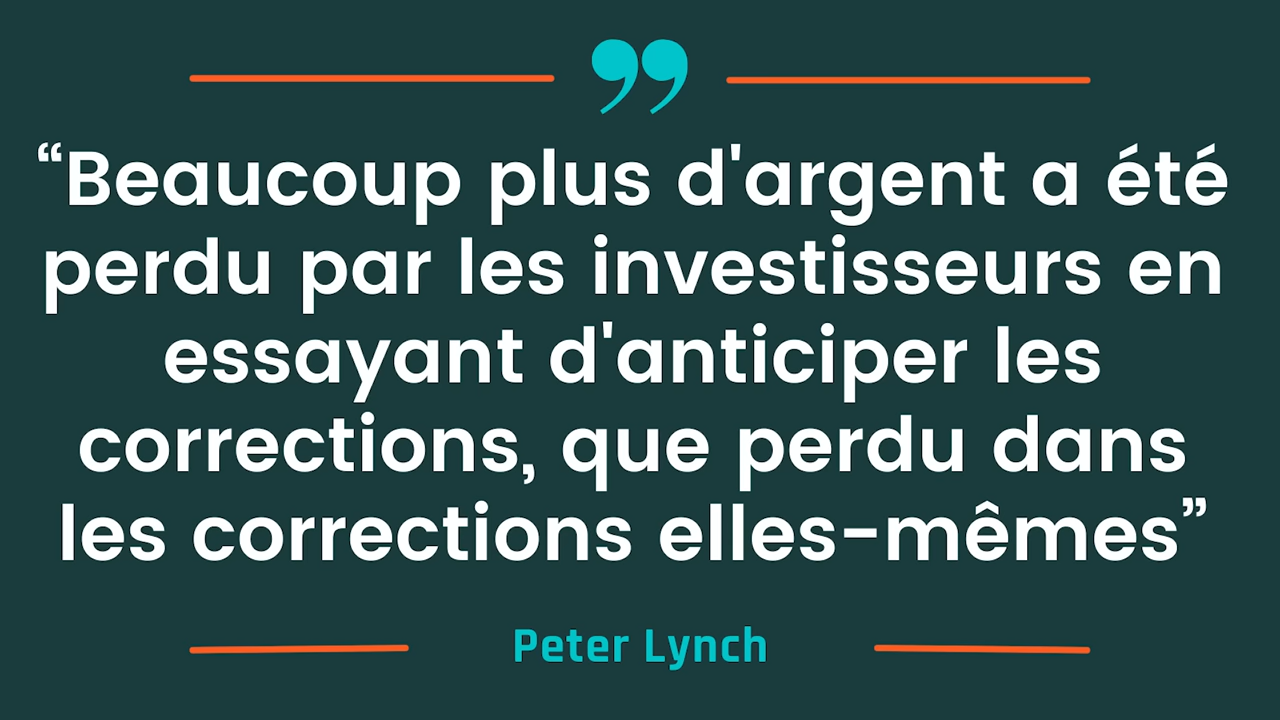 “Beaucoup plus d'argent a été
perdu par les investisseurs en
essayant d'anticiper les
corrections, que perdu dans
les corrections elles-mêmes”
Peter Lynch